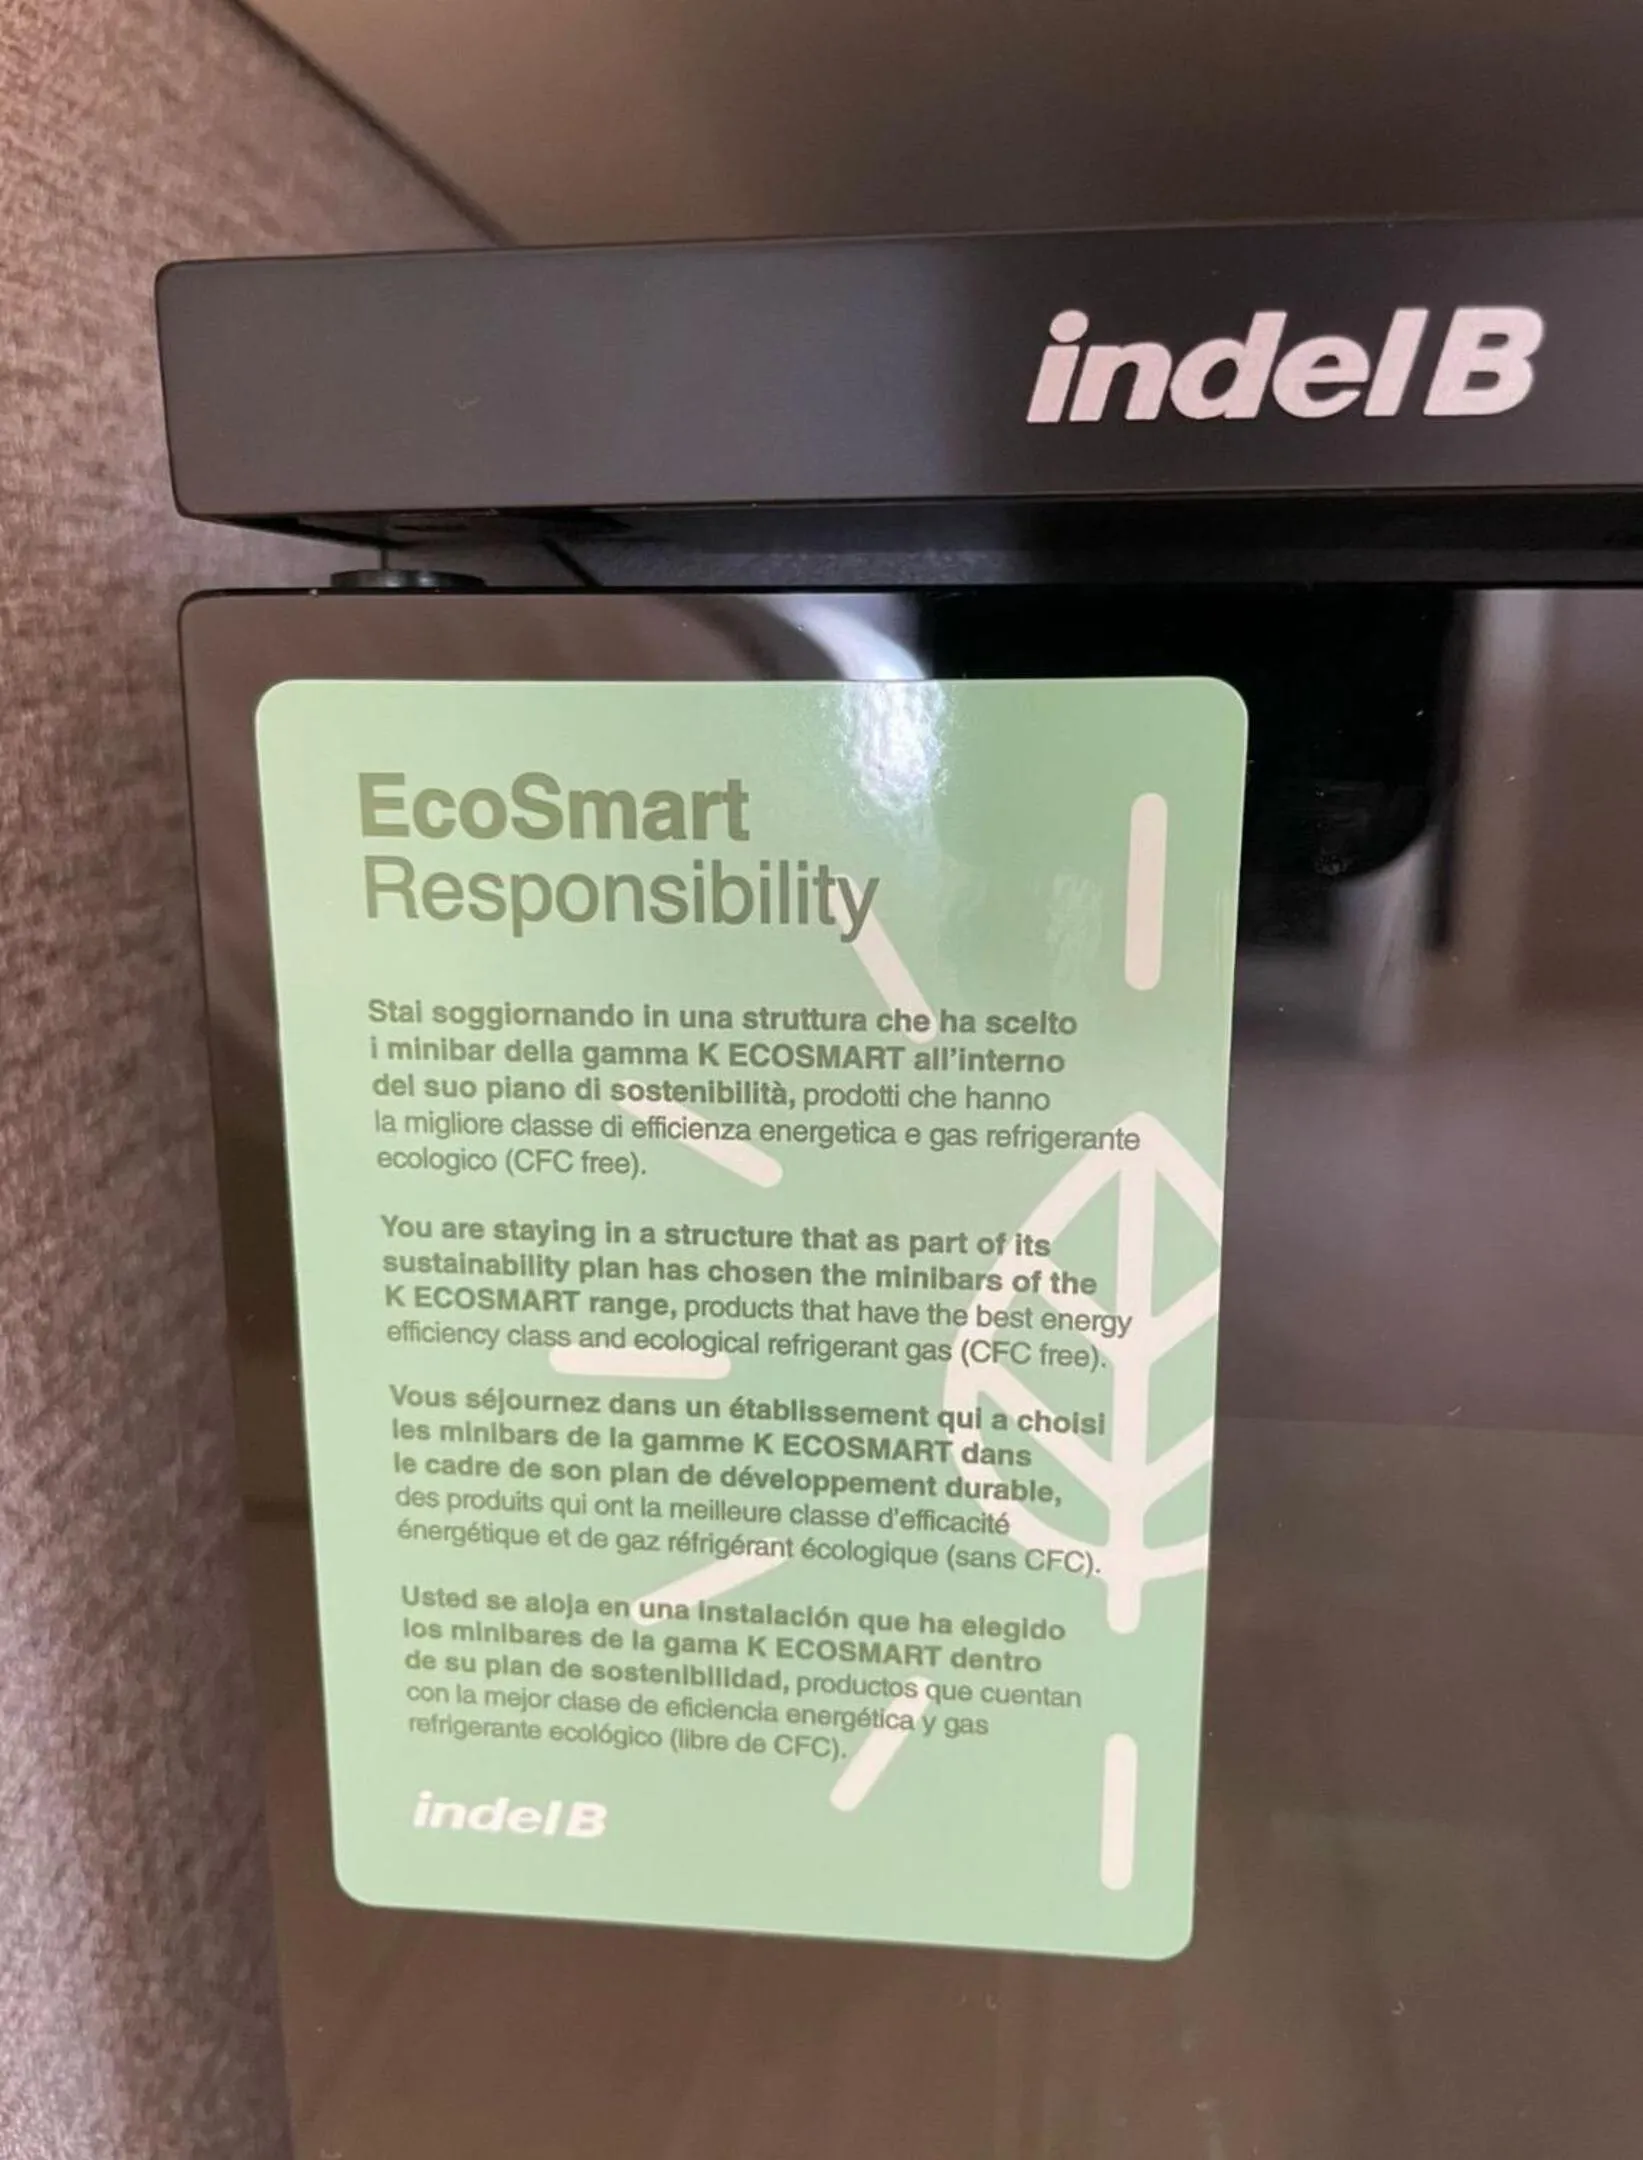 indel B
EcoSmart
Responsibility
Stai soggiornando in una struttura che ha scelto
i minibar della gamma K ECOSMART all'interno
del suo piano di sostenibilità, prodotti che hanno
la migliore classe di efficienza energetica e gas refrigerante
ecologico (CFC free).
You are staying in a structure that as part of its
sustainability plan has chosen the minibars of the
K ECOSMART range, products that have the best energy
efficiency class and ecological refrigerant gas (CFC free).
Vous séjournez dans un établissement qui a choisi
les minibars de la gamme K ECOSMART dans
le cadre de son plan de développement durable,
des produits qui ont la meilleure classe d'efficacité
énergétique et de gaz réfrigérant écologique (sans CFC).
Usted se aloja en una instalación que ha elegido
los minibares de la gama K ECOSMART dentro
de su plan de sostenibilidad, productos que cuentan
con la mejor clase de eficiencia energética y gas
refrigerante ecológico (libre de CFC).
indel B